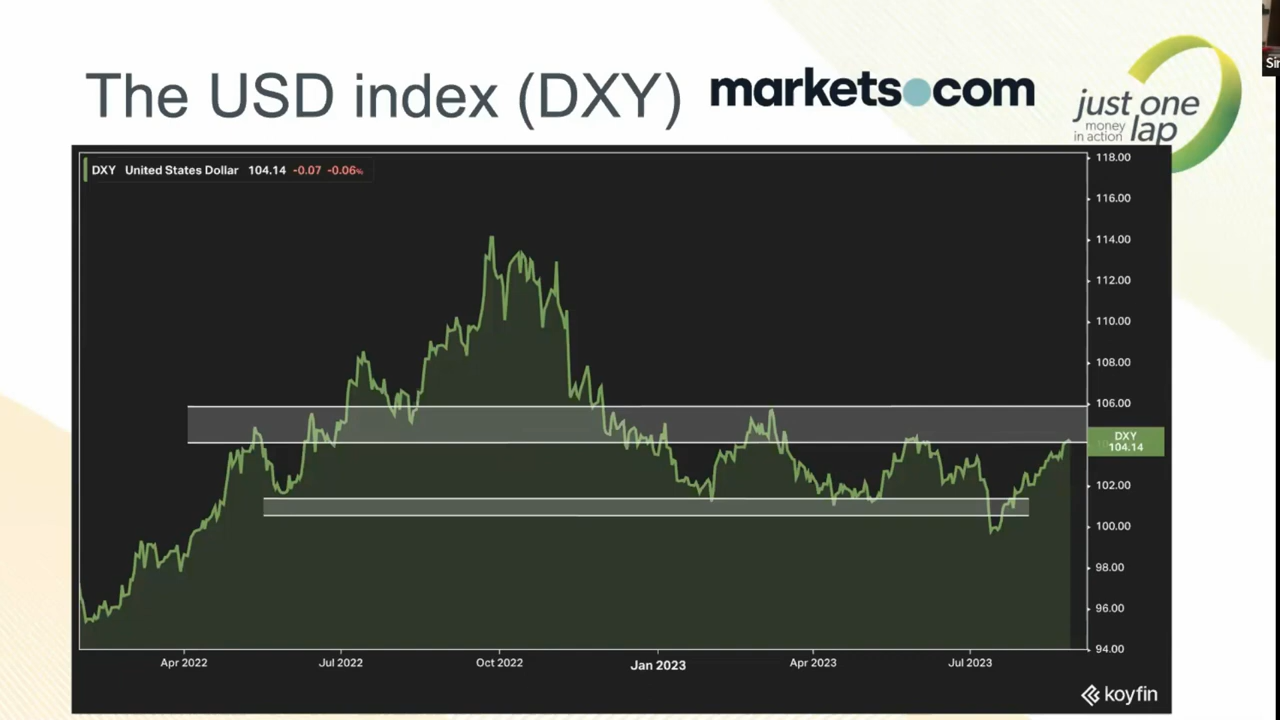 The USD index (DXY)
markets.com
just one
money
in action
lap
Sir
DXY United States Dollar 104.14 -0.07 -0.06%
118.00
116.00
114.00
112.00
110.00
108.00
106.00
DXY
104.14
102.00
100.00
98.00
96.00
94.00
Apr 2022 Jul 2022 Oct 2022 Jan 2023 Apr 2023 Jul 2023
koyfin